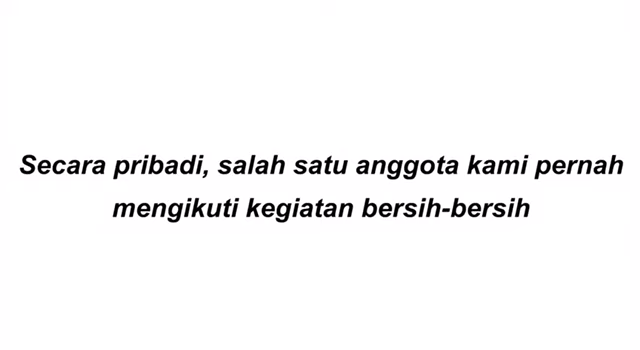 Secara pribadi, salah satu anggota kami pernah
mengikuti kegiatan bersih-bersih